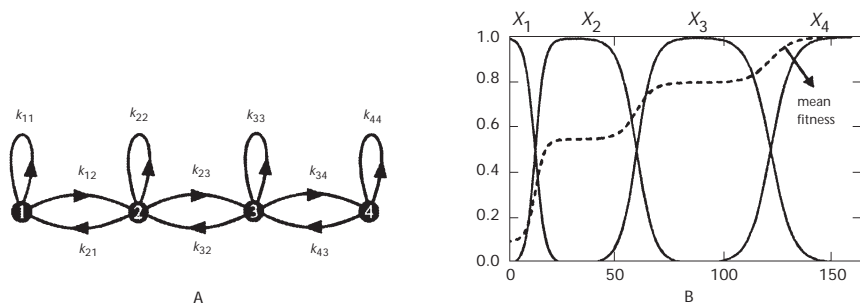 k11 k22 k33 k44
k12 k23 k34
1 2 3 4
k21 k32 k43
A
X1 X2 X3 X4
1.0
0.8
0.6
0.4
0.2
0.0
0 50 100 150
mean
fitness
B